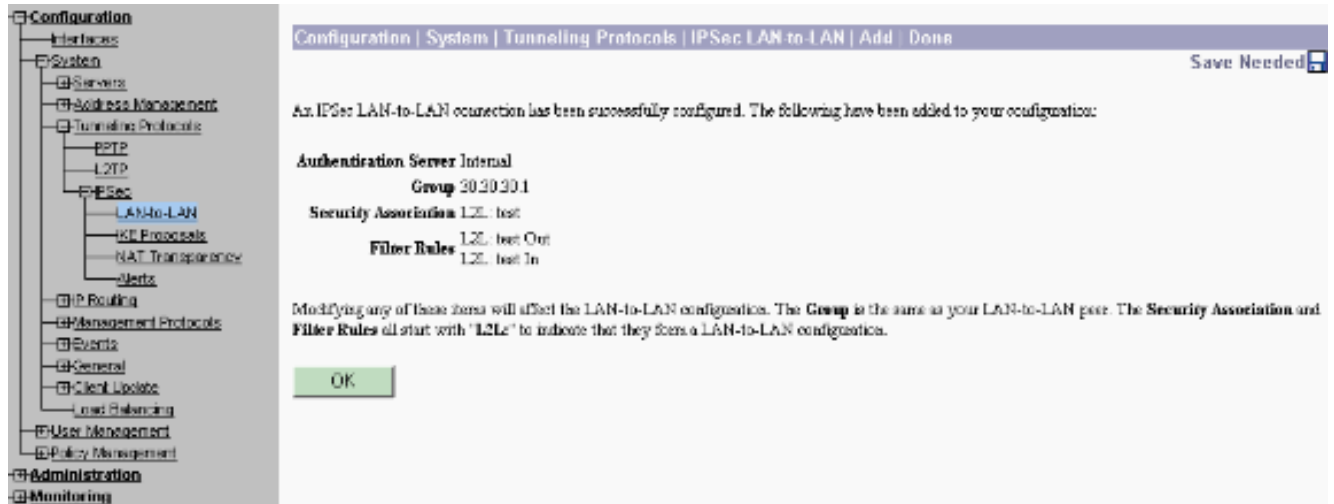 Configuration
Interfaces
System
Servers
Address Management
Tunneling Protocols
PPTP
L2TP
IPSec
LAN-to-LAN
IKE Proposals
NAT Transparency
Alerts
IP Routing
Management Protocols
Events
General
Client Update
Load Balancing
User Management
Policy Management
Administration
Monitoring
Configuration | System | Tunneling Protocols | IPSec LAN-to-LAN | Add | Done
Save Needed
An IPSec LAN-to-LAN connection has been successfully configured. The following have been added to your configuration:
Authentication Server Internal
Group 30.30.30.1
Security Association L2L: test
Filter Rules L2L: test Out
L2L: test In
Modifying any of these items will affect the LAN-to-LAN configuration. The Group is the same as your LAN-to-LAN peer. The Security Association and
Filter Rules all start with "L2L:" to indicate that they form a LAN-to-LAN configuration.
OK